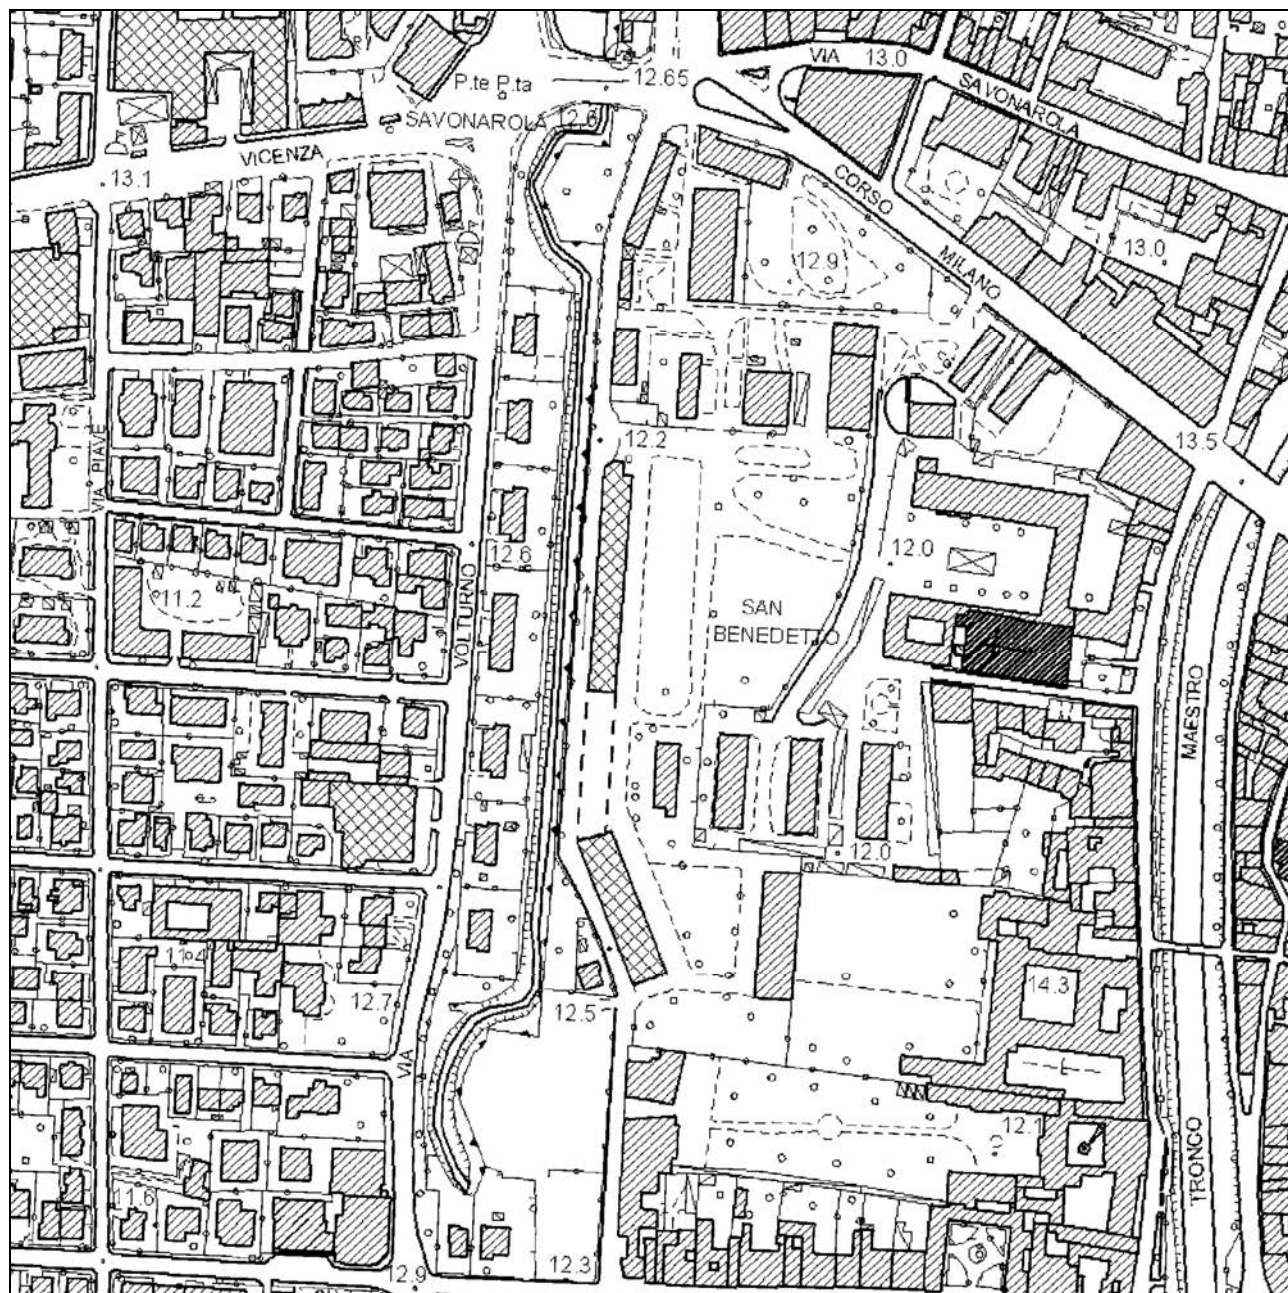 VIA 13.0
P.te P.ta
12.65
SAVONAROLA
SAVONAROLA 12.6
VICENZA
13.1
CORSO
MILANO
13.0
12.9
VIA PIAVE
12.2
13.5
12.6
12.0
11.2
VOLTURNO
SAN
BENEDETTO
MAESTRO
12.0
11.4
12.7
12.5
14.3
VIA
12.1
TRONCO
11.6
12.3
12.9